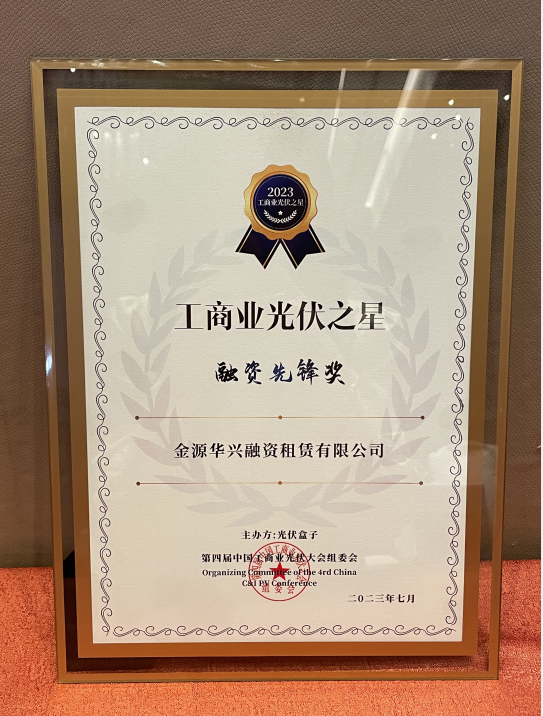 2023
工商业光伏之星
工商业光伏之星
融资先锋奖
金源华兴融资租赁有限公司
主办方:光伏盒子
第四届中国工商业光伏大会组委会
Organizing Committee of the 4rd China
C&I PV Conference
组委会
二〇二三年七月